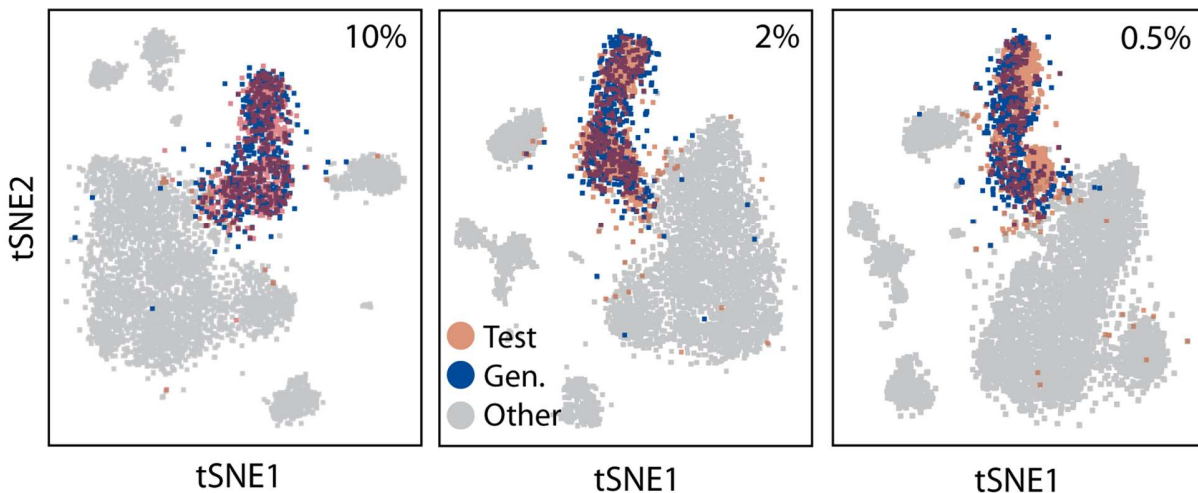 10%
2%
0.5%
tSNE2
Test
Gen.
Other
tSNE1
tSNE1
tSNE1